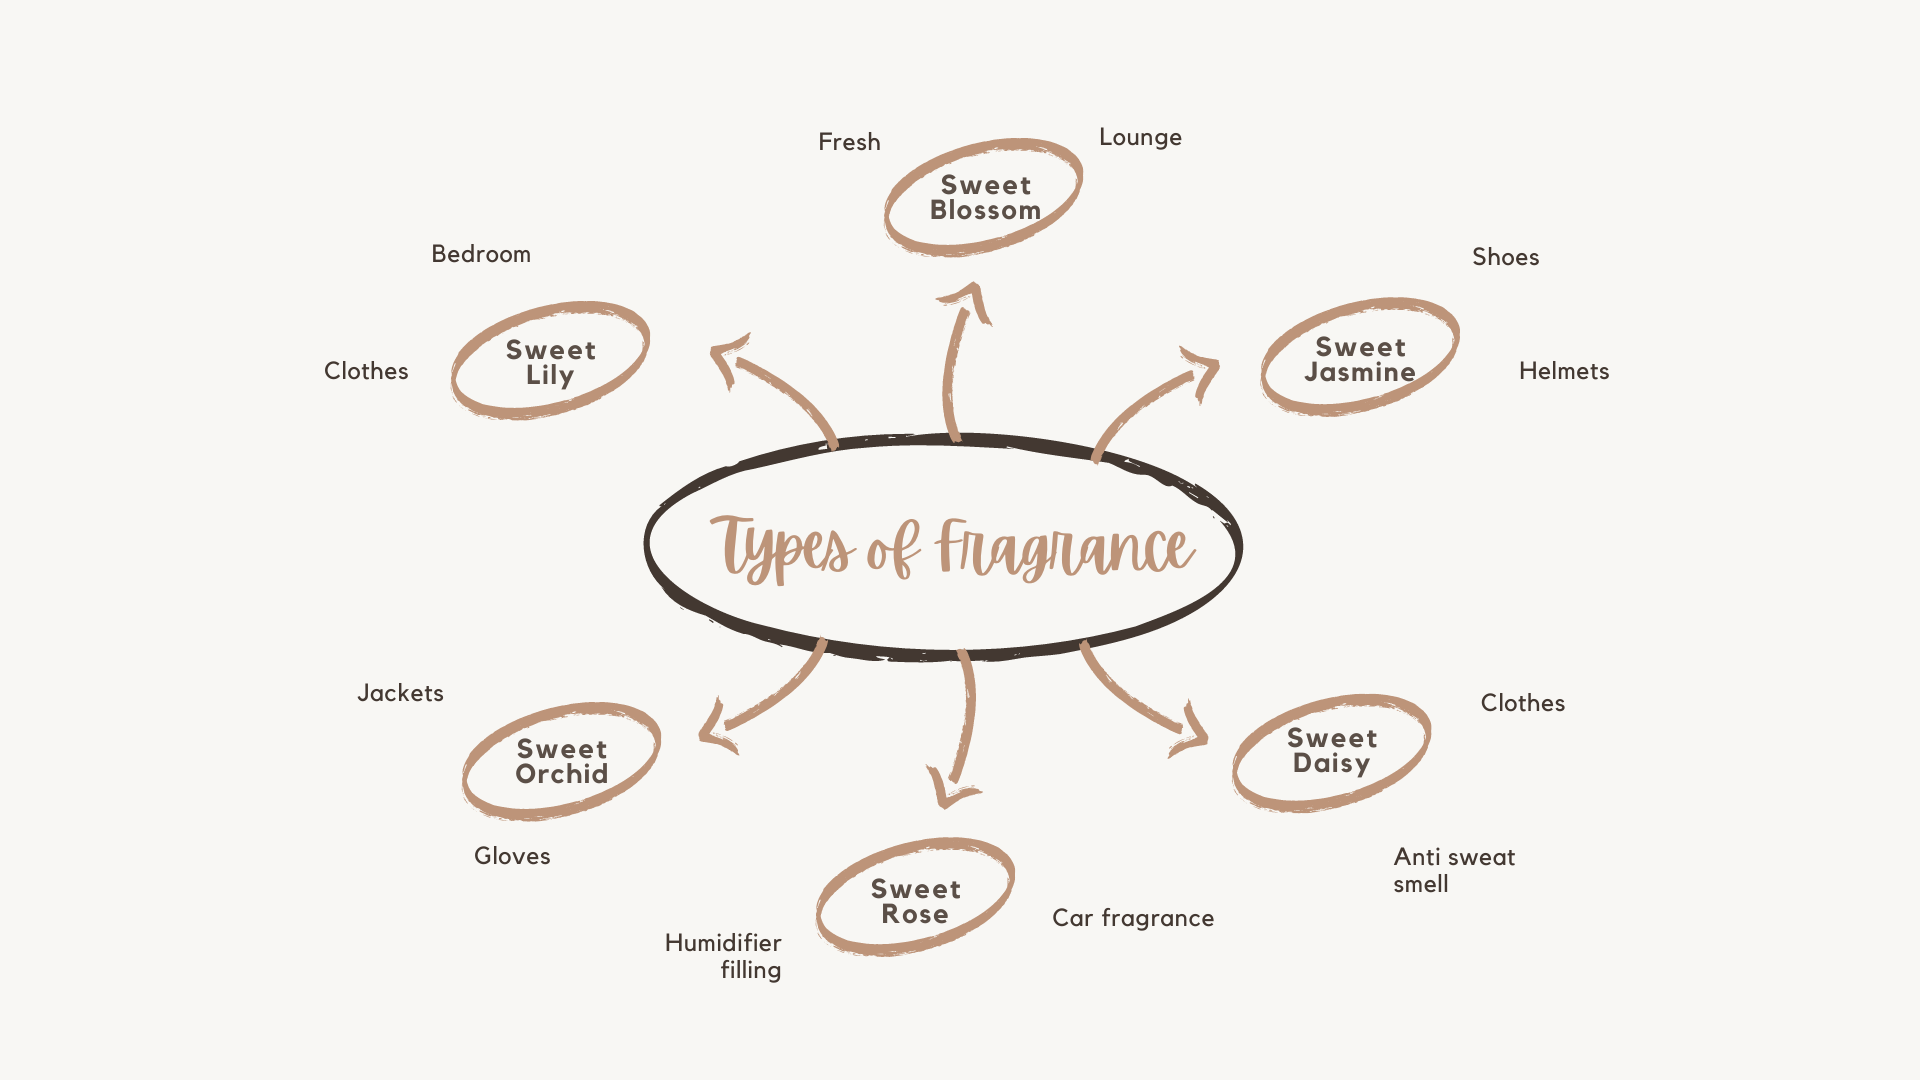 Fresh
Lounge
Sweet
Blossom
Bedroom
Sweet
Lily
Clothes
Shoes
Sweet
Jasmine
Helmets
Types of Fragrance
Jackets
Sweet
Orchid
Gloves
Humidifier
filling
Sweet
Rose
Car fragrance
Clothes
Sweet
Daisy
Anti sweat
smell